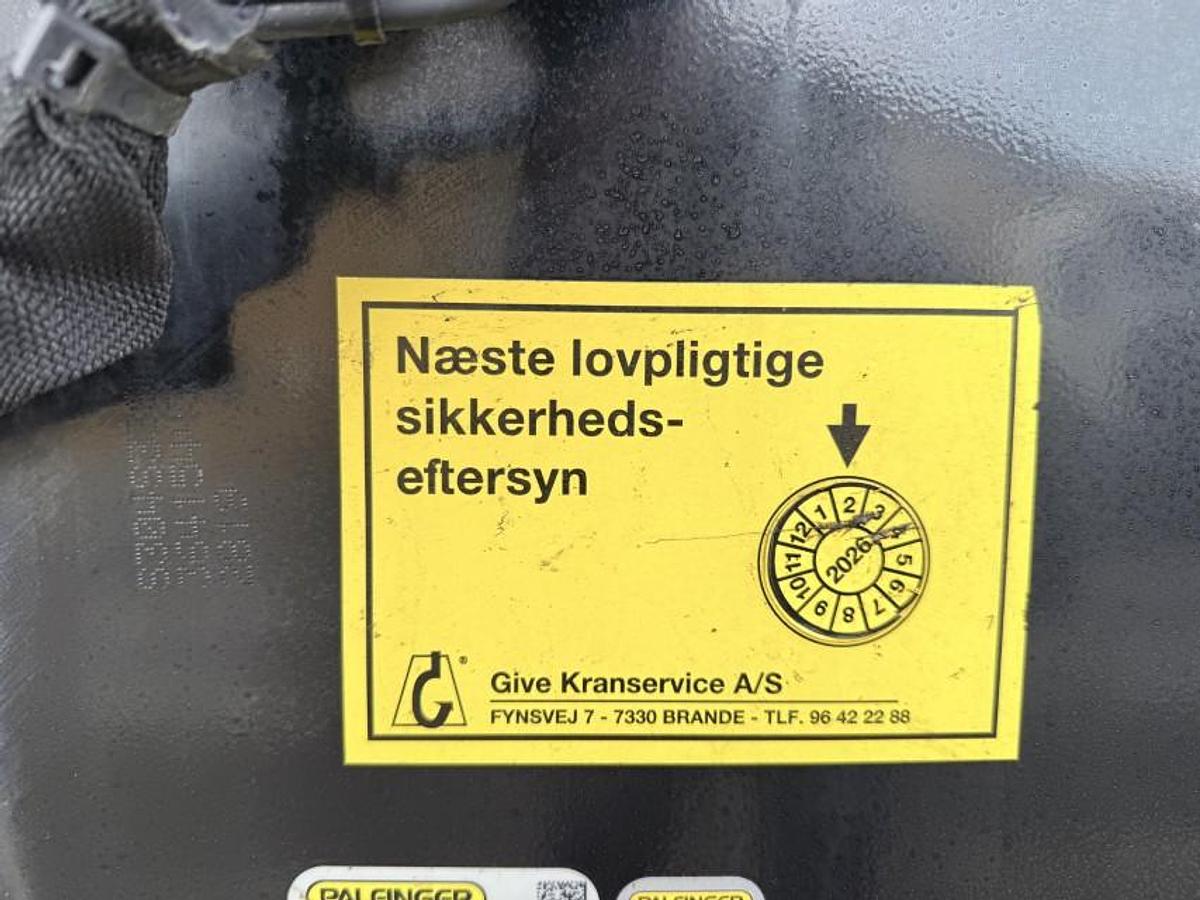 Næste lovpligtige
sikkerheds-
eftersyn
1 2 3 4 5 6 7 8 9 10 11 12
2026
Give Kranservice A/S
FYNSVEJ 7 - 7330 BRANDE - TLF. 96 42 22 88
PALFINGER
PALFINGER